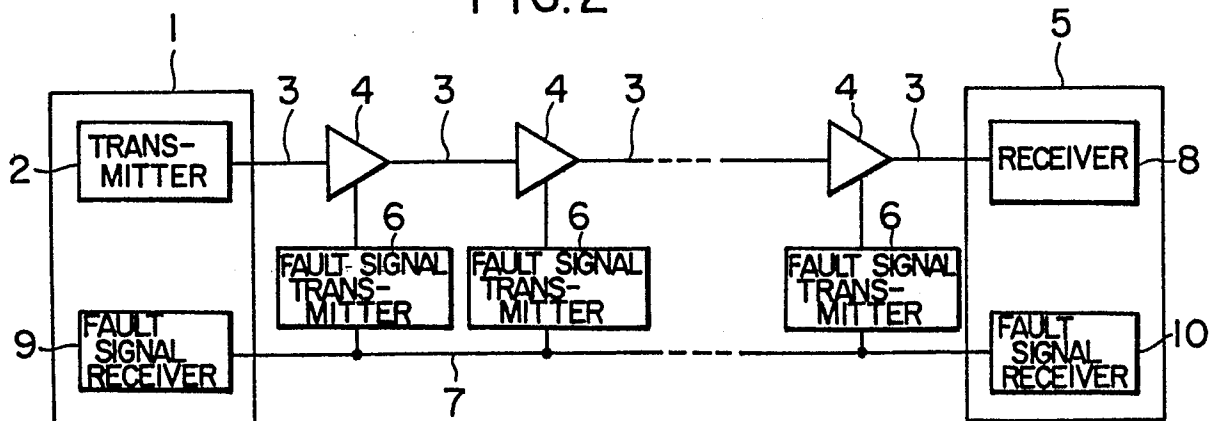 FIG. 2
1
5
3
4
3
4
3
4
3
2
TRANS-
MITTER
RECEIVER
8
6
6
6
FAULT SIGNAL
TRANS-
MITTER
FAULT SIGNAL
TRANS-
MITTER
FAULT SIGNAL
TRANS-
MITTER
9
FAULT
SIGNAL
RECEIVER
7
FAULT
SIGNAL
RECEIVER
10